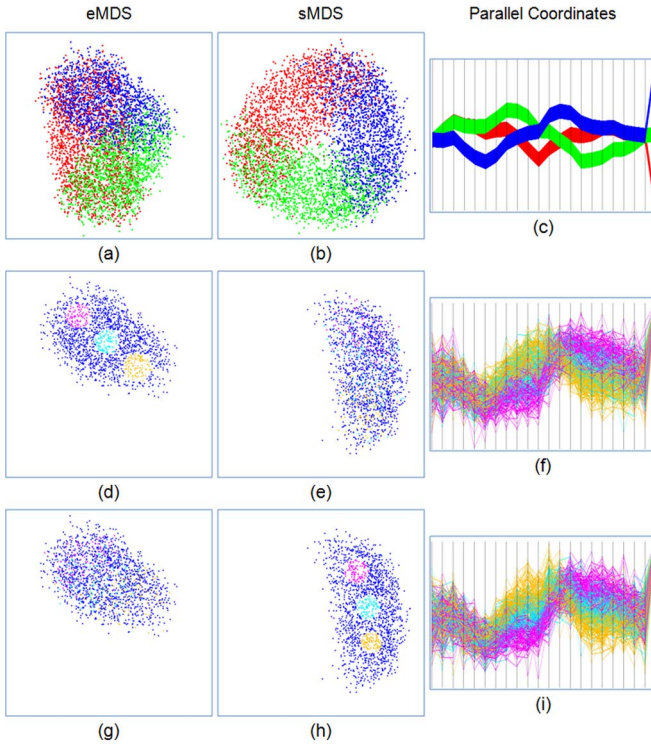 eMDS sMDS Parallel Coordinates
(a) (b) (c)
(d) (e) (f)
(g) (h) (i)